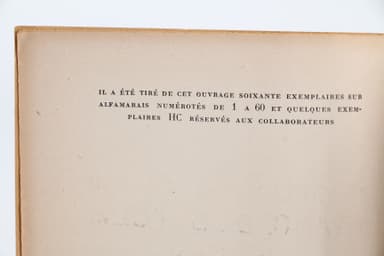 IL A ÉTÉ TIRÉ DE CET OUVRAGE SOIXANTE EXEMPLAIRES SUR
ALFAMARAIS NUMÉROTÉS DE 1 A 60 ET QUELQUES EXEM-
PLAIRES HC RÉSERVÉS AUX COLLABORATEURS